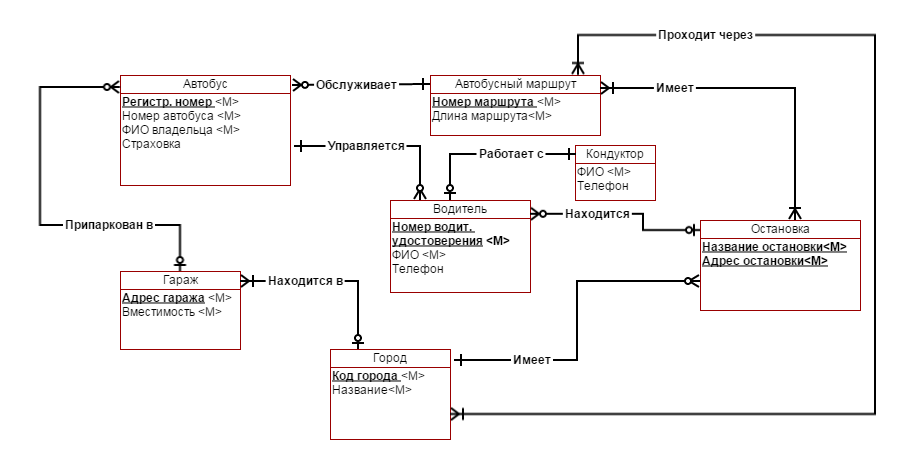 Проходит через
Автобус
Регистр. номер <M>
Номер автобуса <M>
ФИО владельца <M>
Страховка
Обслуживает
Автобусный маршрут
Номер маршрута <M>
Длина маршрута<M>
Имеет
Управляется
Работает с
Кондуктор
ФИО <M>
Телефон
Водитель
Номер водит.
удостоверения <M>
ФИО <M>
Телефон
Находится
Остановка
Название остановки<M>
Адрес остановки<M>
Припаркован в
Гараж
Адрес гаража <M>
Вместимость <M>
Находится в
Город
Код города <M>
Название<M>
Имеет